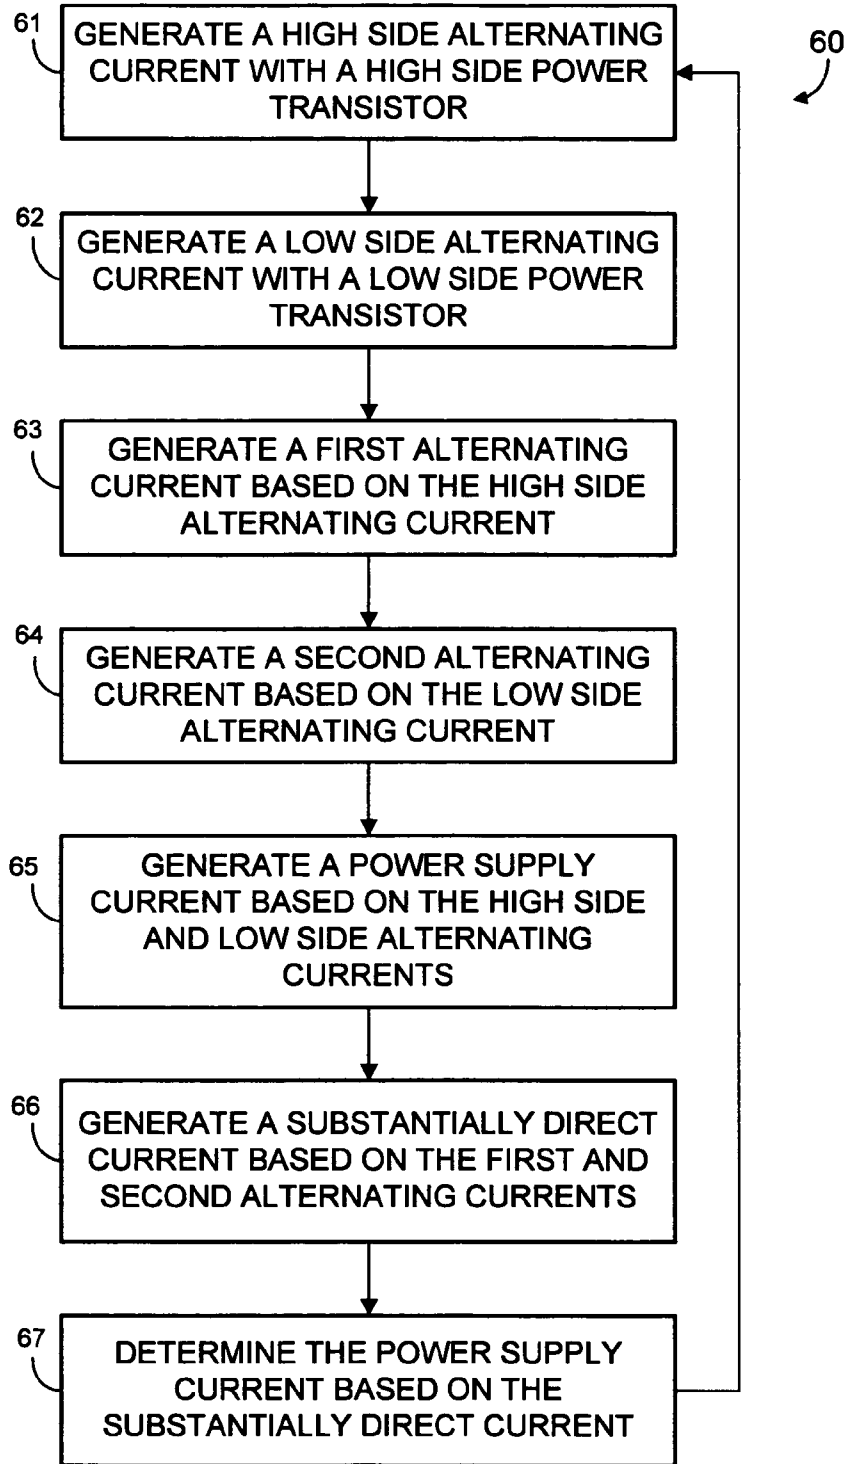 61
GENERATE A HIGH SIDE ALTERNATING
CURRENT WITH A HIGH SIDE POWER
TRANSISTOR
60
62
GENERATE A LOW SIDE ALTERNATING
CURRENT WITH A LOW SIDE POWER
TRANSISTOR
63
GENERATE A FIRST ALTERNATING
CURRENT BASED ON THE HIGH SIDE
ALTERNATING CURRENT
64
GENERATE A SECOND ALTERNATING
CURRENT BASED ON THE LOW SIDE
ALTERNATING CURRENT
65
GENERATE A POWER SUPPLY
CURRENT BASED ON THE HIGH SIDE
AND LOW SIDE ALTERNATING
CURRENTS
66
GENERATE A SUBSTANTIALLY DIRECT
CURRENT BASED ON THE FIRST AND
SECOND ALTERNATING CURRENTS
67
DETERMINE THE POWER SUPPLY
CURRENT BASED ON THE
SUBSTANTIALLY DIRECT CURRENT